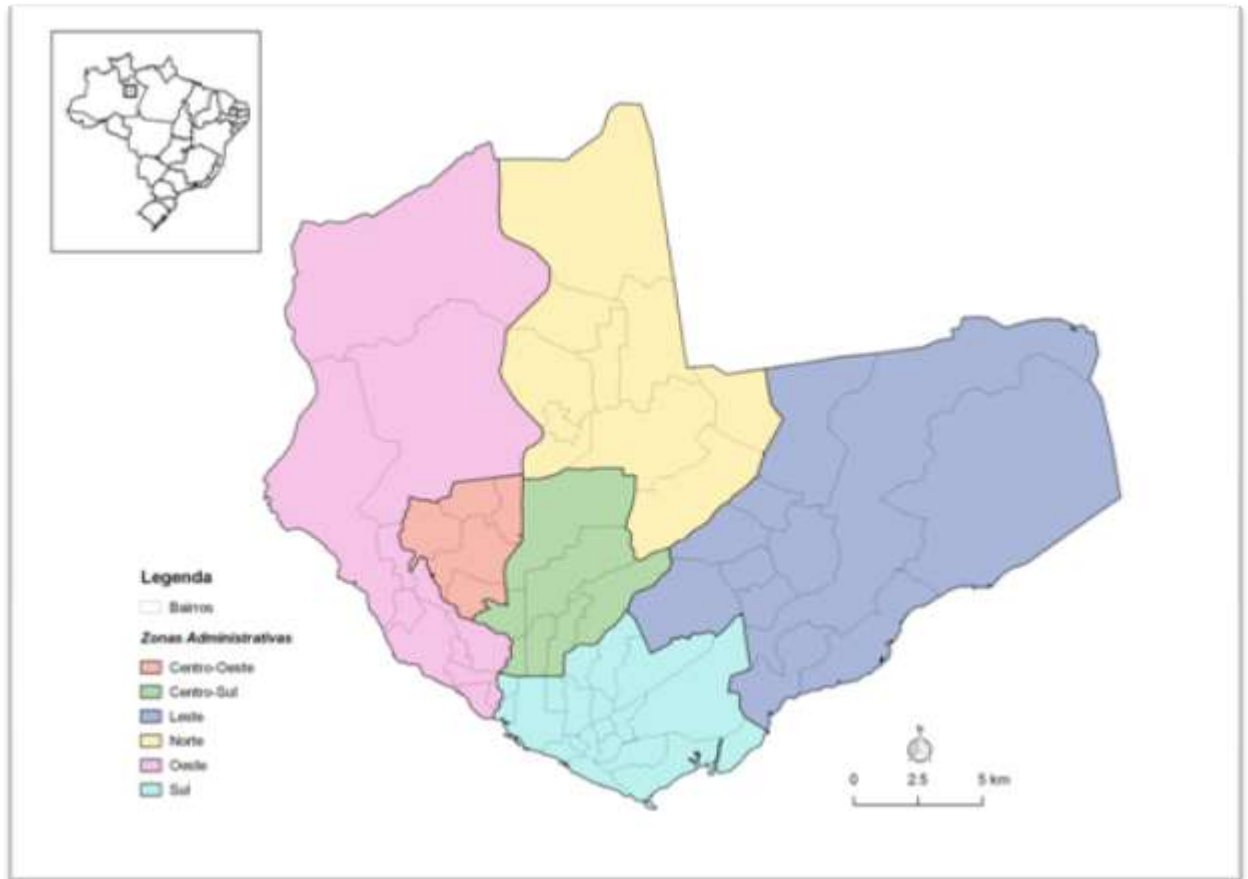 Legenda
Bairros
Zonas Administrativas
Centro-Oeste
Centro-Sul
Leste
Norte
Oeste
Sul
0 2.5 5 km